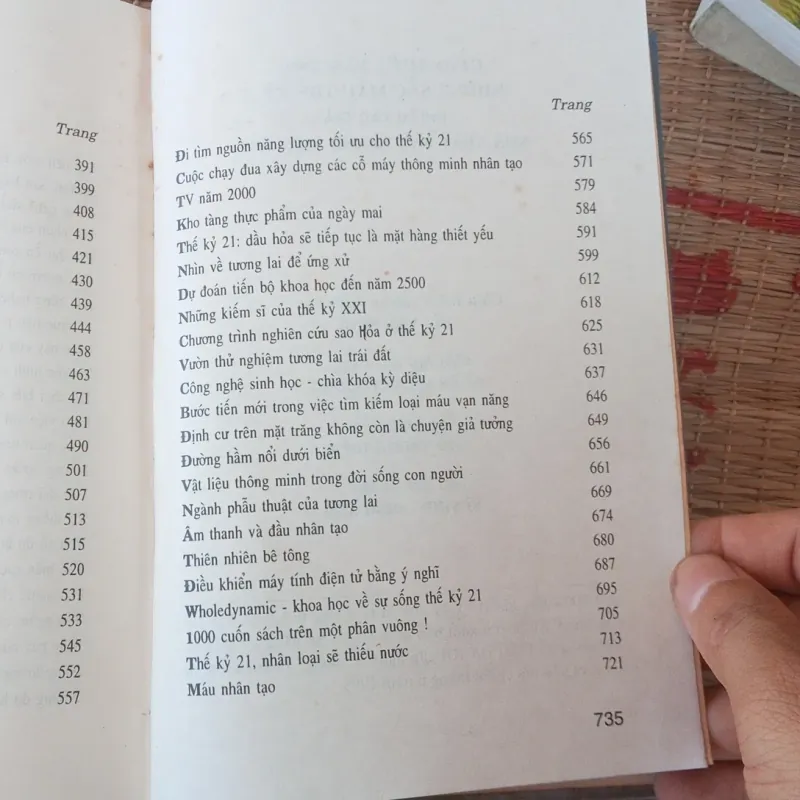 Trang
391
399
408
415
421
430
439
444
458
463
471
481
490
501
507
513
515
520
531
533
545
552
557
Trang
Đi tìm nguồn năng lượng tối ưu cho thế kỷ 21 565
Cuộc chạy đua xây dựng các cỗ máy thông minh nhân tạo 571
TV năm 2000 579
Kho tàng thực phẩm của ngày mai 584
Thế kỷ 21: dầu hỏa sẽ tiếp tục là mặt hàng thiết yếu 591
Nhìn về tương lai để ứng xử 599
Dự đoán tiến bộ khoa học đến năm 2500 612
Những kiếm sĩ của thế kỷ XXI 618
Chương trình nghiên cứu sao Hỏa ở thế kỷ 21 625
Vườn thử nghiệm tương lai trái đất 631
Công nghệ sinh học - chìa khóa kỳ diệu 637
Bước tiến mới trong việc tìm kiếm loại máu vạn năng 646
Định cư trên mặt trăng không còn là chuyện giả tưởng 649
Đường hầm nổi dưới biển 656
Vật liệu thông minh trong đời sống con người 661
Ngành phẫu thuật của tương lai 669
Âm thanh và đầu nhân tạo 674
Thiên nhiên bê tông 680
Điều khiển máy tính điện tử bằng ý nghĩ 687
Wholedynamic - khoa học về sự sống thế kỷ 21 695
1000 cuốn sách trên một phân vuông ! 705
Thế kỷ 21, nhân loại sẽ thiếu nước 713
Máu nhân tạo 721
735